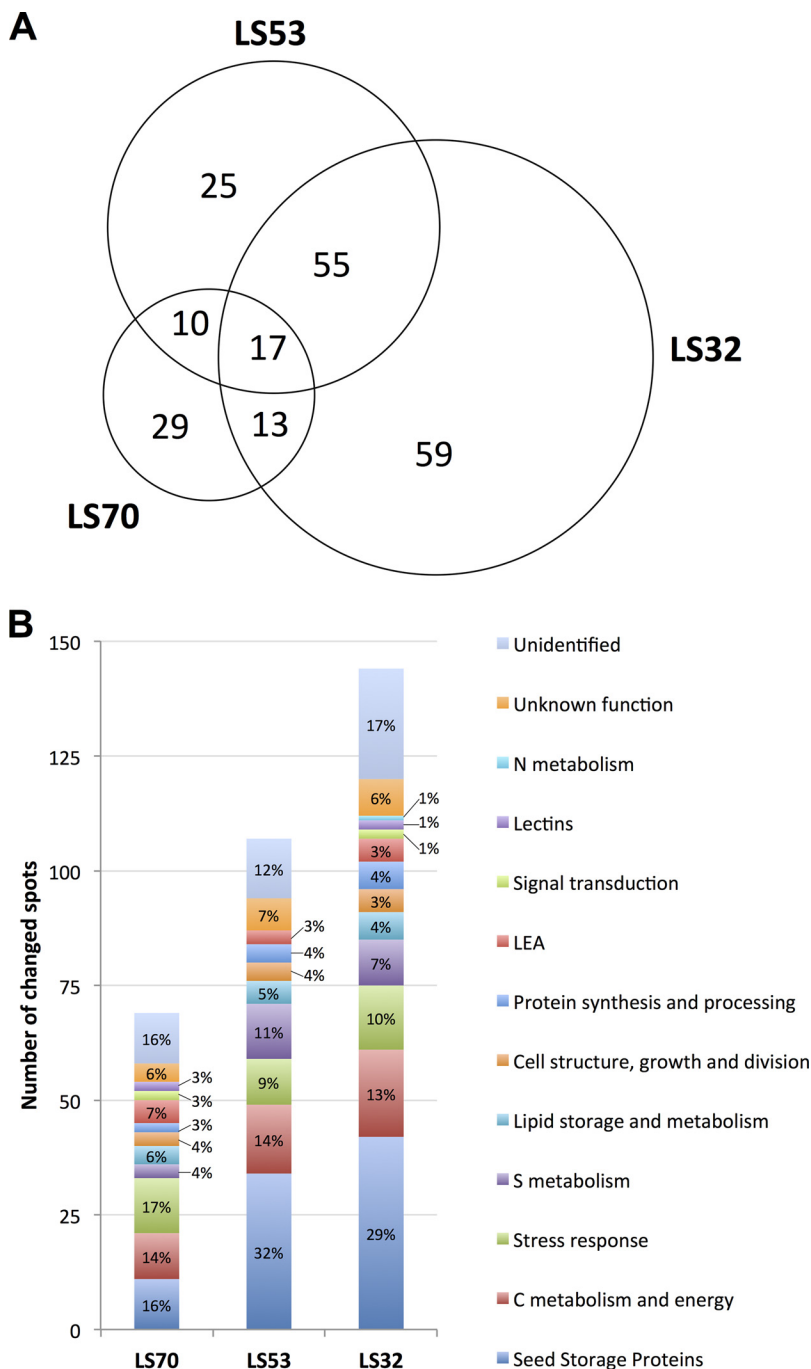 A
LS53
25
55
10
17
LS32
29
13
59
LS70
B
150
125
100
75
50
25
0
Number of changed spots
16%
6%
3%
3%
7%
3%
4%
6%
4%
17%
14%
16%
LS70
12%
7%
3%
4%
4%
5%
11%
9%
14%
32%
LS53
17%
6%
1%
1%
1%
3%
4%
3%
4%
7%
10%
13%
29%
LS32
Unidentified
Unknown function
N metabolism
Lectins
Signal transduction
LEA
Protein synthesis and processing
Cell structure, growth and division
Lipid storage and metabolism
S metabolism
Stress response
C metabolism and energy
Seed Storage Proteins